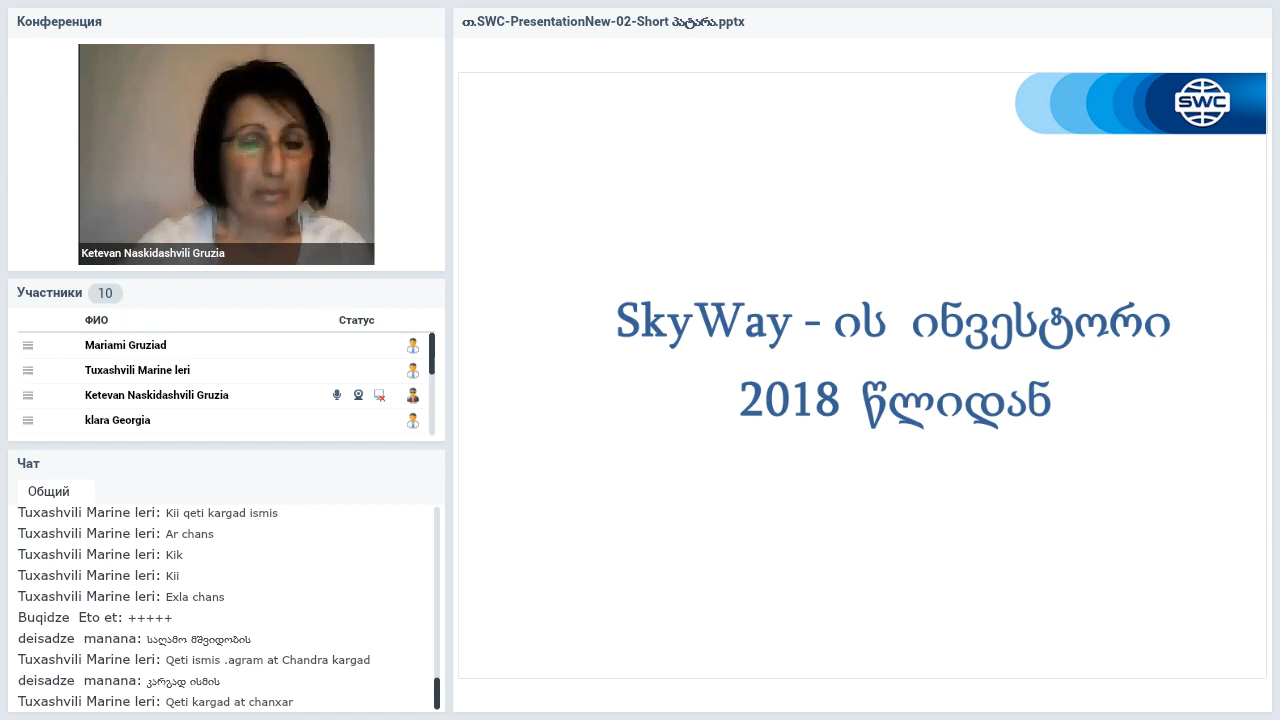 Конференция
Ketevan Naskidashvili Gruzia
Участники 10
ФИО Статус
Mariami Gruziad
Tuxashvili Marine leri
Ketevan Naskidashvili Gruzia
klara Georgia
Чат
Общий
Tuxashvili Marine leri: Kii qeti kargad ismis
Tuxashvili Marine leri: Ar chans
Tuxashvili Marine leri: Kik
Tuxashvili Marine leri: Kii
Tuxashvili Marine leri: Exla chans
Buqidze Eto et: +++++
deisadze manana: საღამო მშვიდობის
Tuxashvili Marine leri: Qeti ismis .agram at Chandra kargad
deisadze manana: კარგად ისმის
Tuxashvili Marine leri: Qeti kargad at chanxar
თ.SWC-PresentationNew-02-Short პატარა.pptx
SWC
SkyWay - ის ინვესტორი
2018 წლიდან